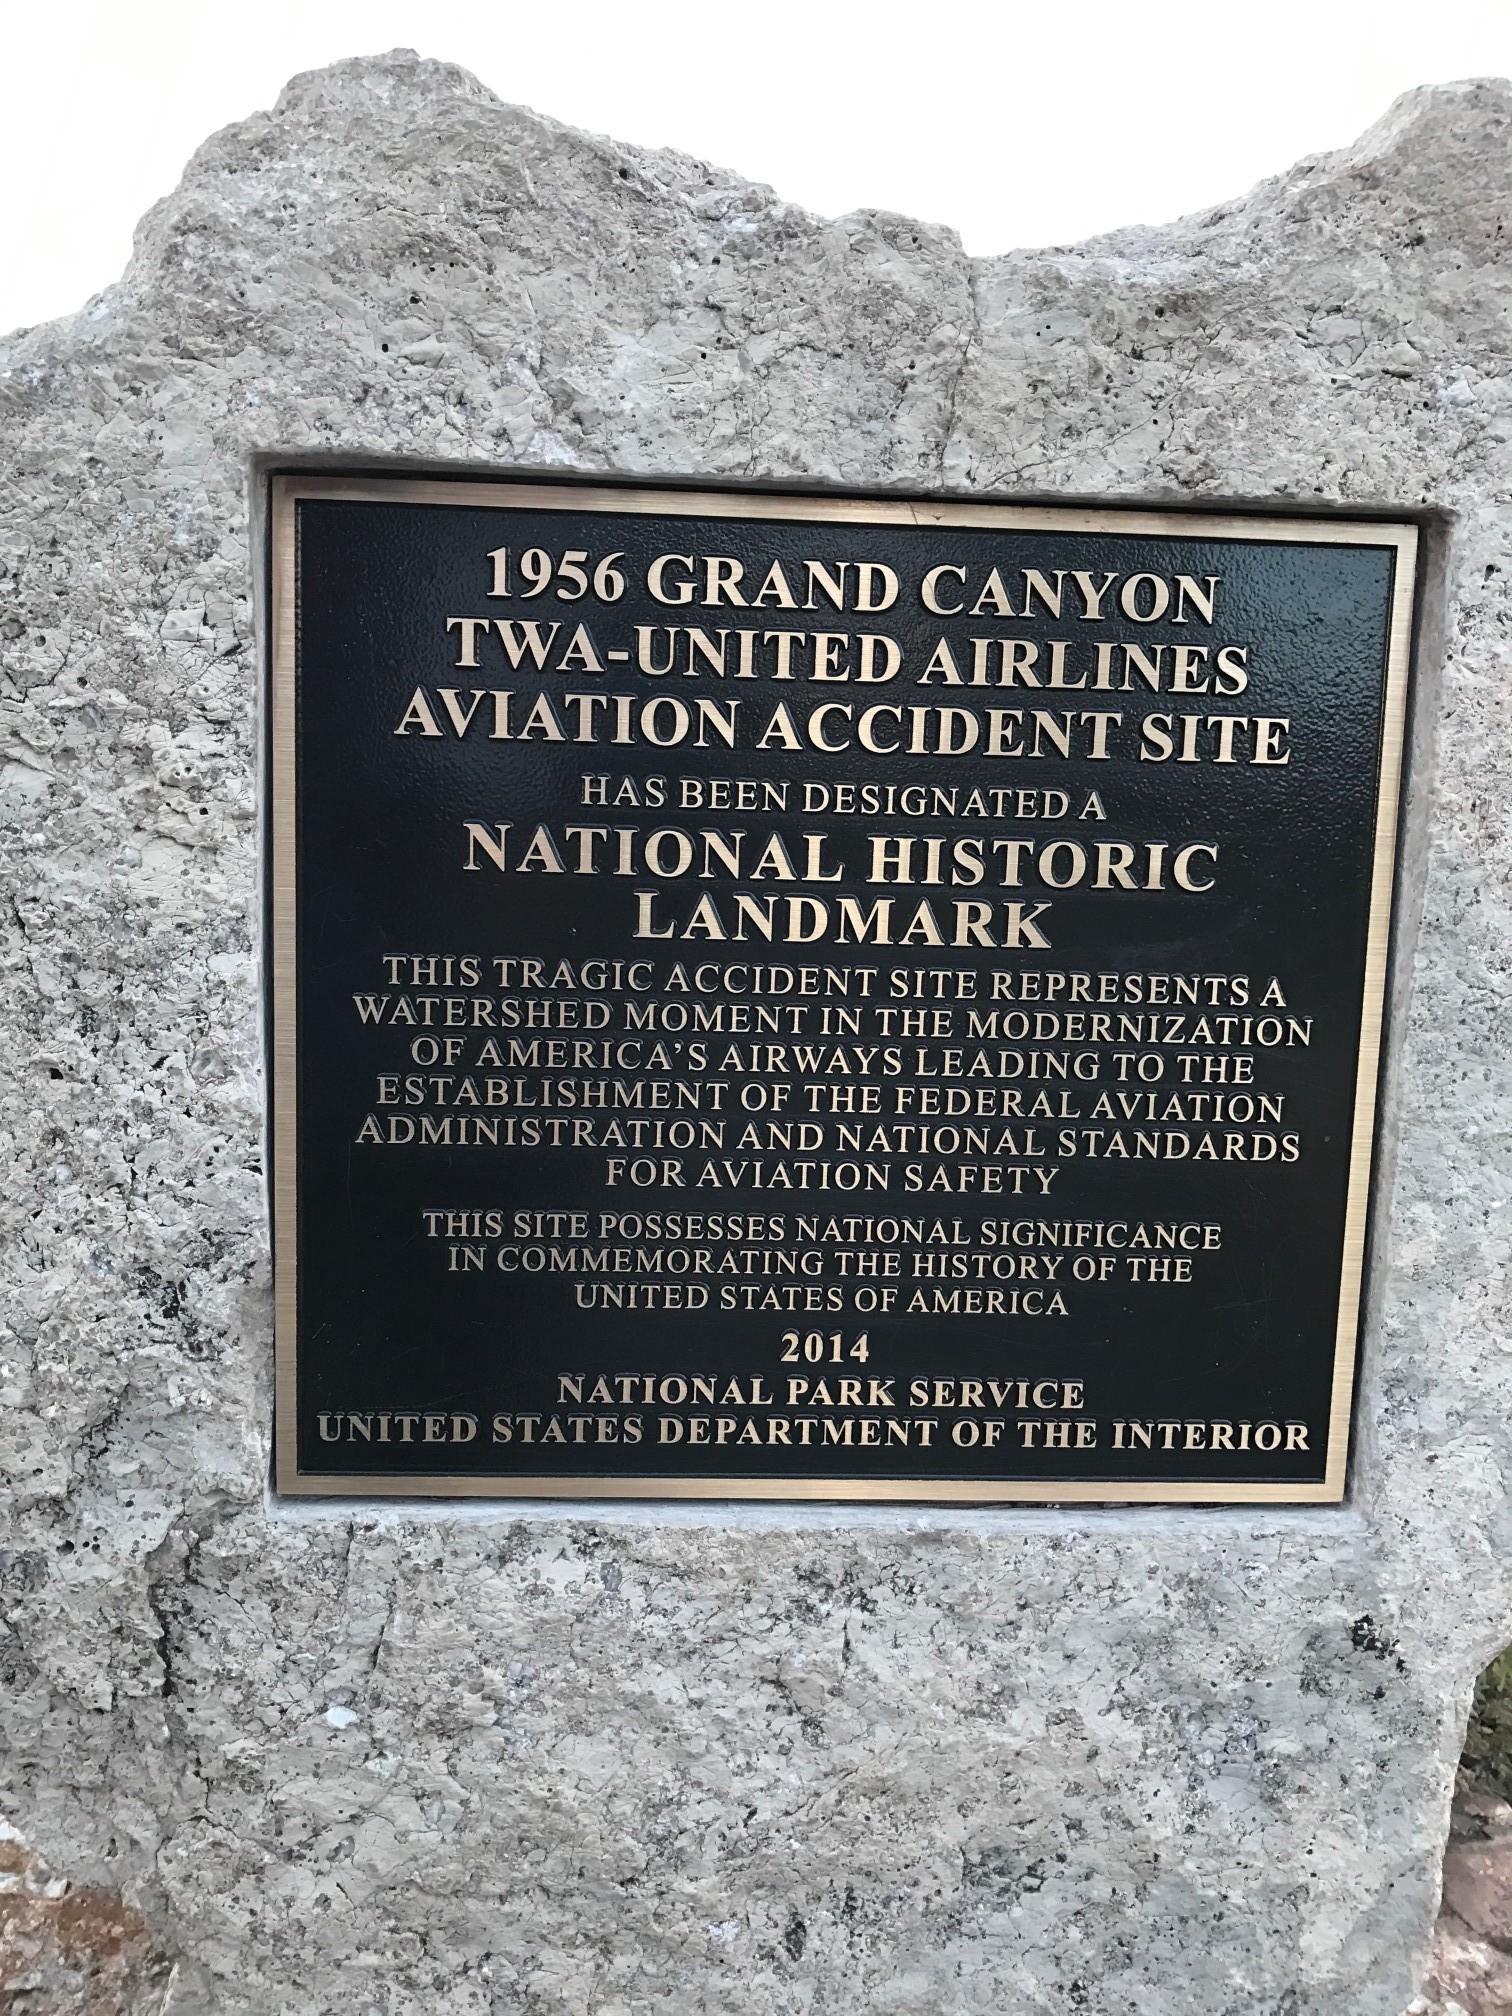 1956 GRAND CANYON
TWA-UNITED AIRLINES
AVIATION ACCIDENT SITE
HAS BEEN DESIGNATED A
NATIONAL HISTORIC
LANDMARK
THIS TRAGIC ACCIDENT SITE REPRESENTS A
WATERSHED MOMENT IN THE MODERNIZATION
OF AMERICA'S AIRWAYS LEADING TO THE
ESTABLISHMENT OF THE FEDERAL AVIATION
ADMINISTRATION AND NATIONAL STANDARDS
FOR AVIATION SAFETY
THIS SITE POSSESSES NATIONAL SIGNIFICANCE
IN COMMEMORATING THE HISTORY OF THE
UNITED STATES OF AMERICA
2014
NATIONAL PARK SERVICE
UNITED STATES DEPARTMENT OF THE INTERIOR